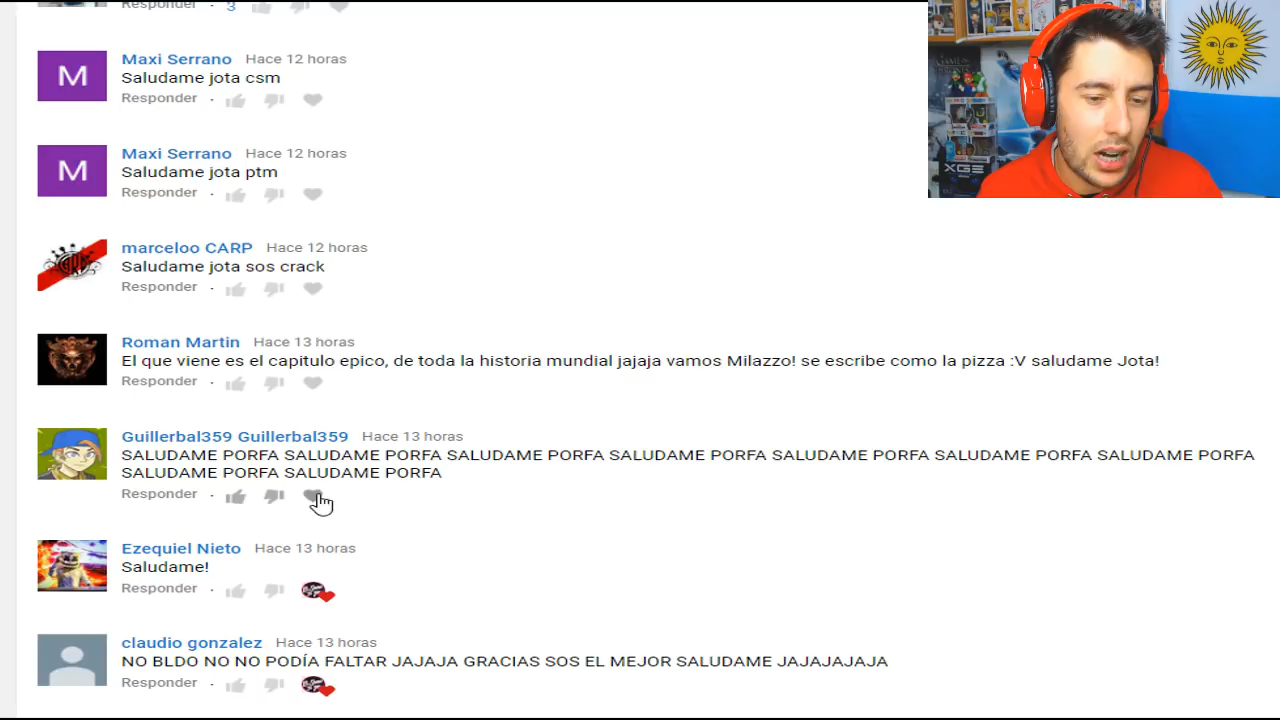 Responder · 3
Maxi Serrano Hace 12 horas
Saludame jota csm
Responder ·
M
Maxi Serrano Hace 12 horas
Saludame jota ptm
Responder ·
M
marceloo CARP Hace 12 horas
Saludame jota sos crack
Responder ·
Roman Martin Hace 13 horas
El que viene es el capitulo epico, de toda la historia mundial jajaja vamos Milazzo! se escribe como la pizza :V saludame Jota!
Responder ·
Guillerbal359 Guillerbal359 Hace 13 horas
SALUDAME PORFA SALUDAME PORFA SALUDAME PORFA SALUDAME PORFA SALUDAME PORFA SALUDAME PORFA SALUDAME PORFA
SALUDAME PORFA SALUDAME PORFA
Responder ·
Ezequiel Nieto Hace 13 horas
Saludame!
Responder ·
claudio gonzalez Hace 13 horas
NO BLDO NO NO PODÍA FALTAR JAJAJA GRACIAS SOS EL MEJOR SALUDAME JAJAJAJAJA
Responder ·
XGE